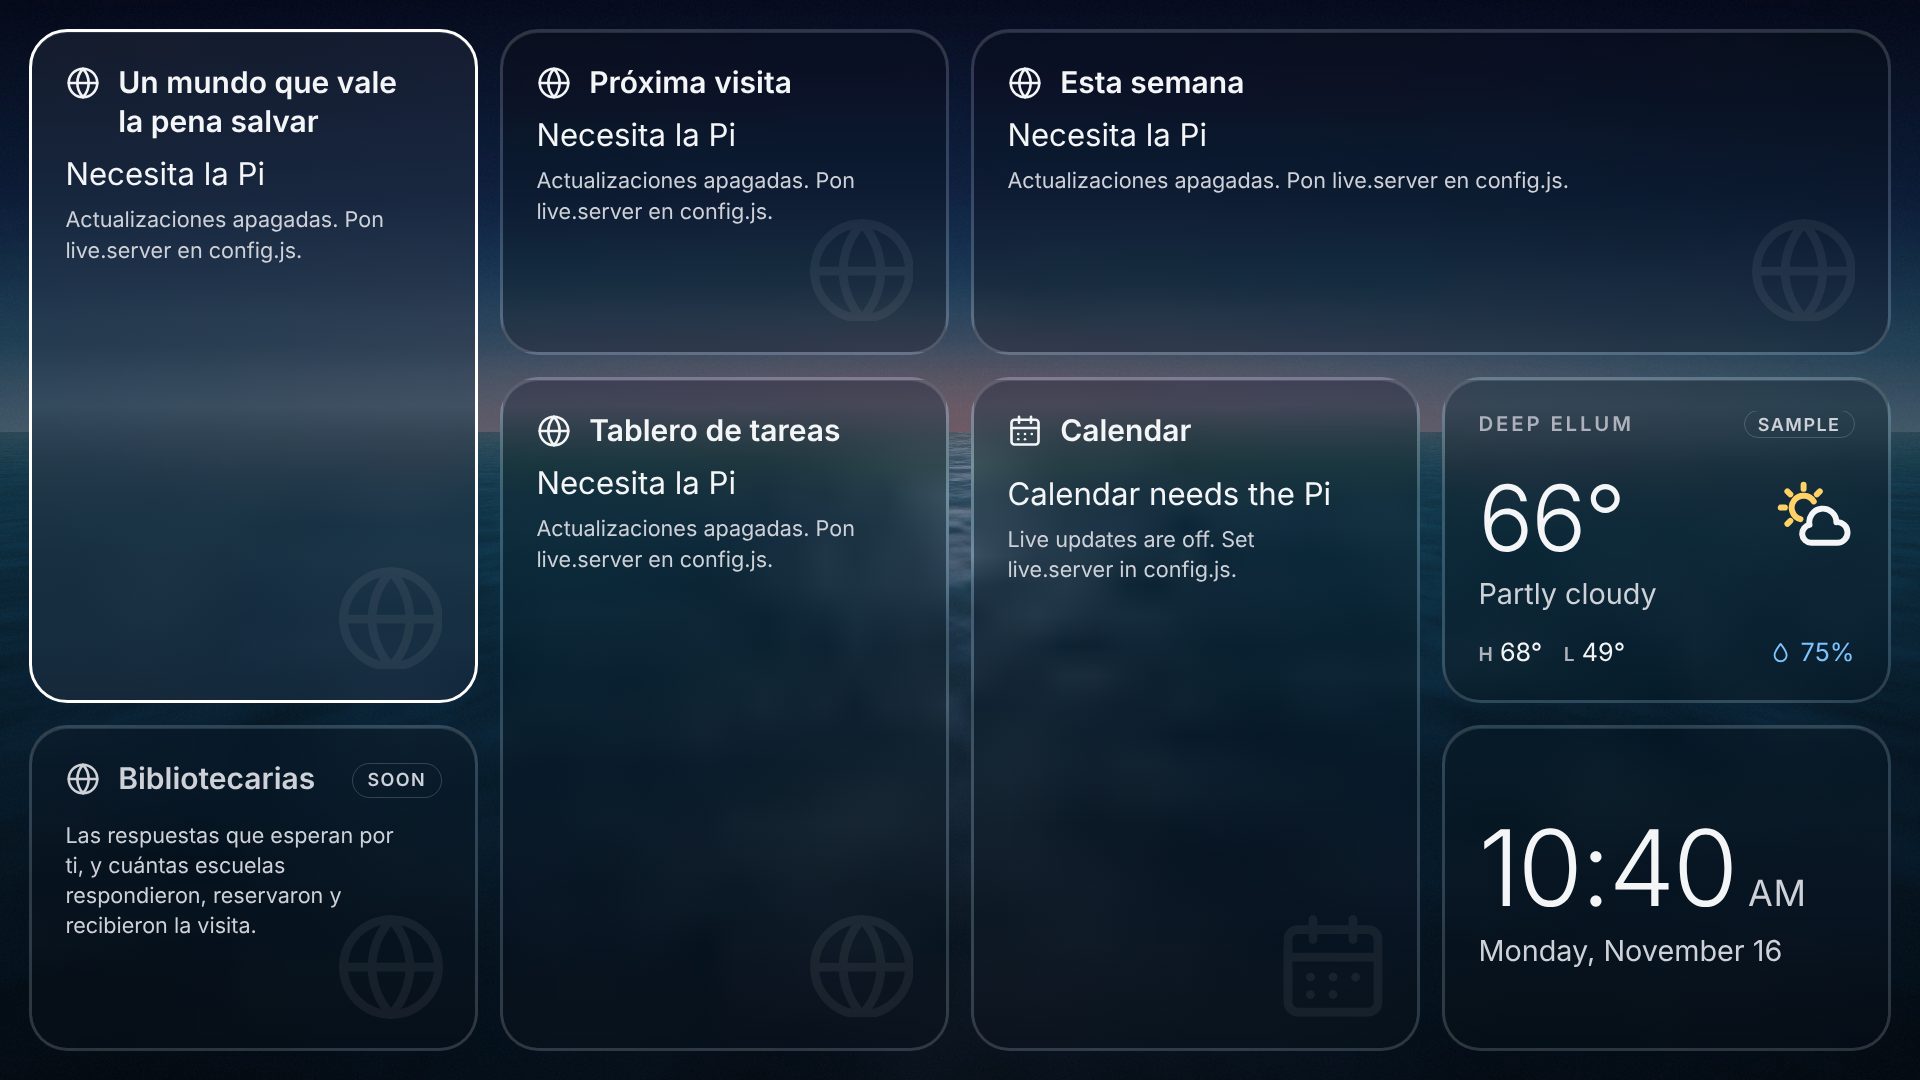 Un mundo que vale
la pena salvar
Necesita la Pi
Actualizaciones apagadas. Pon
live.server en config.js.
Próxima visita
Necesita la Pi
Actualizaciones apagadas. Pon
live.server en config.js.
Esta semana
Necesita la Pi
Actualizaciones apagadas. Pon live.server en config.js.
Tablero de tareas
Necesita la Pi
Actualizaciones apagadas. Pon
live.server en config.js.
Calendar
Calendar needs the Pi
Live updates are off. Set
live.server in config.js.
DEEP ELLUM
SAMPLE
66°
Partly cloudy
H 68° L 49°
75%
Bibliotecarias
SOON
Las respuestas que esperan por
ti, y cuántas escuelas
respondieron, reservaron y
recibieron la visita.
10:40 AM
Monday, November 16